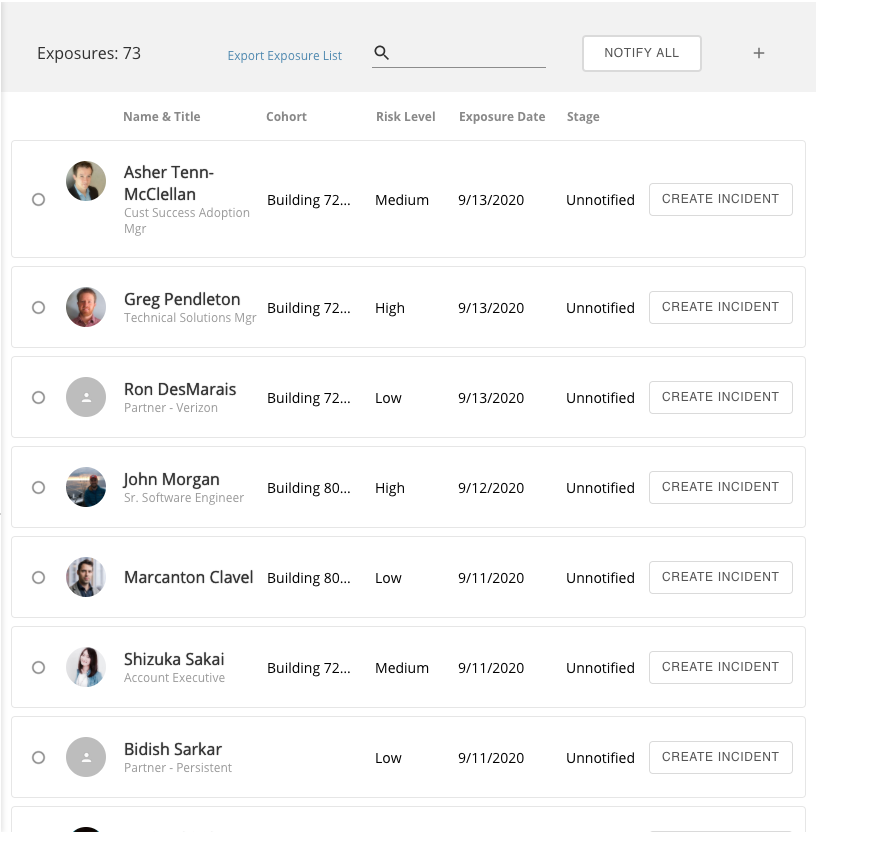 Exposures: 73
Export Exposure List
NOTIFY ALL
+
Name & Title
Cohort
Risk Level
Exposure Date
Stage
Asher Tenn-
McClellan
Cust Success Adoption
Mgr
Building 72...
Medium
9/13/2020
Unnotified
CREATE INCIDENT
Greg Pendleton
Technical Solutions Mgr
Building 72...
High
9/13/2020
Unnotified
CREATE INCIDENT
Ron DesMarais
Partner - Verizon
Building 72...
Low
9/13/2020
Unnotified
CREATE INCIDENT
John Morgan
Sr. Software Engineer
Building 80...
High
9/12/2020
Unnotified
CREATE INCIDENT
Marcanton Clavel
Building 80...
Low
9/11/2020
Unnotified
CREATE INCIDENT
Shizuka Sakai
Account Executive
Building 72...
Medium
9/11/2020
Unnotified
CREATE INCIDENT
Bidish Sarkar
Partner - Persistent
Low
9/11/2020
Unnotified
CREATE INCIDENT